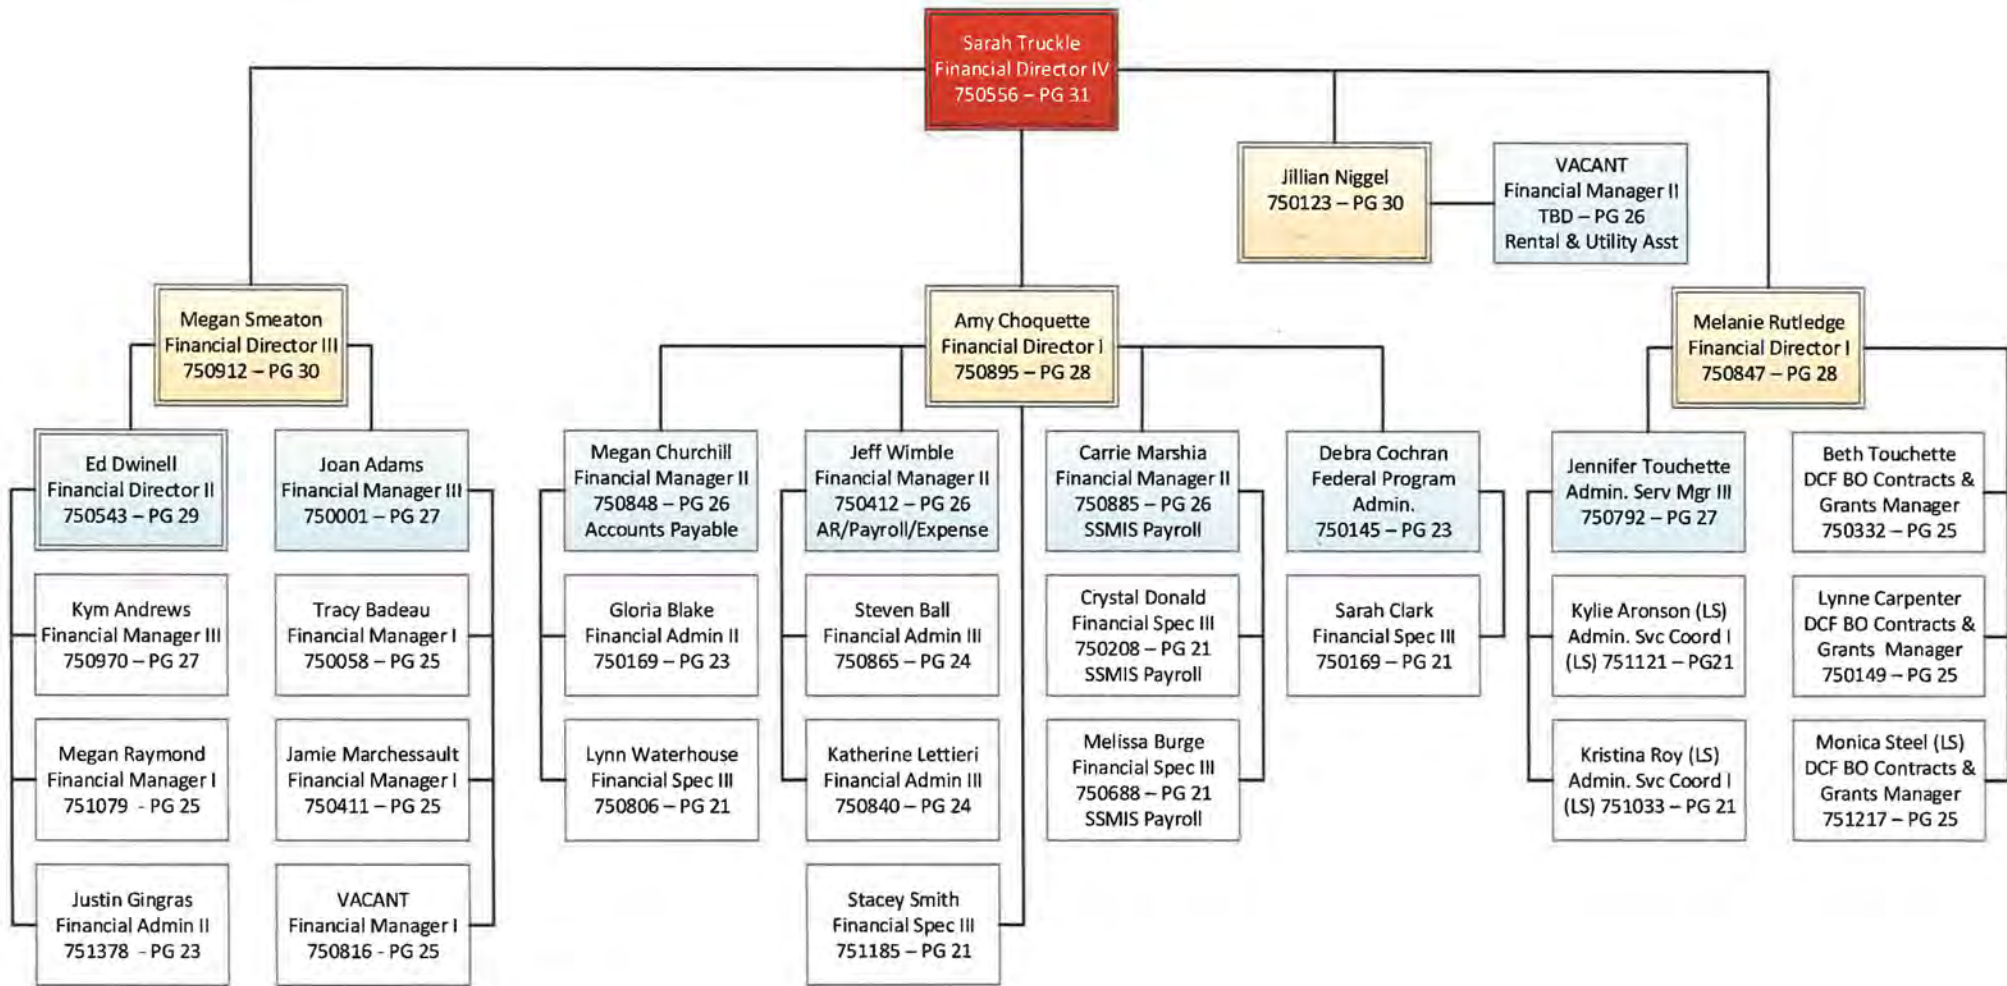 Sarah Truckle
Financial Director IV
750556 – PG 31
Jillian Niggel
750123 – PG 30
VACANT
Financial Manager II
TBD – PG 26
Rental & Utility Asst
Megan Smeaton
Financial Director III
750912 – PG 30
Amy Choquette
Financial Director I
750895 – PG 28
Melanie Rutledge
Financial Director I
750847 – PG 28
Ed Dwinell
Financial Director II
750543 – PG 29
Joan Adams
Financial Manager III
750001 – PG 27
Megan Churchill
Financial Manager II
750848 – PG 26
Accounts Payable
Jeff Wimble
Financial Manager II
750412 – PG 26
AR/Payroll/Expense
Carrie Marshia
Financial Manager II
750885 – PG 26
SSMIS Payroll
Debra Cochran
Federal Program
Admin.
750145 – PG 23
Jennifer Touchette
Admin. Serv Mgr III
750792 – PG 27
Beth Touchette
DCF BO Contracts &
Grants Manager
750332 – PG 25
Kym Andrews
Financial Manager III
750970 – PG 27
Tracy Badeau
Financial Manager I
750058 – PG 25
Gloria Blake
Financial Admin II
750169 – PG 23
Steven Ball
Financial Admin III
750865 – PG 24
Crystal Donald
Financial Spec III
750208 – PG 21
SSMIS Payroll
Sarah Clark
Financial Spec III
750169 – PG 21
Kylie Aronson (LS)
Admin. Svc Coord I
(LS) 751121 – PG21
Lynne Carpenter
DCF BO Contracts &
Grants Manager
750149 – PG 25
Megan Raymond
Financial Manager I
751079 - PG 25
Jamie Marchessault
Financial Manager I
750411 – PG 25
Lynn Waterhouse
Financial Spec III
750806 – PG 21
Katherine Lettieri
Financial Admin III
750840 – PG 24
Melissa Burge
Financial Spec III
750688 – PG 21
SSMIS Payroll
Kristina Roy (LS)
Admin. Svc Coord I
(LS) 751033 – PG 21
Monica Steel (LS)
DCF BO Contracts &
Grants Manager
751217 – PG 25
Justin Gingras
Financial Admin II
751378 - PG 23
VACANT
Financial Manager I
750816 - PG 25
Stacey Smith
Financial Spec III
751185 – PG 21